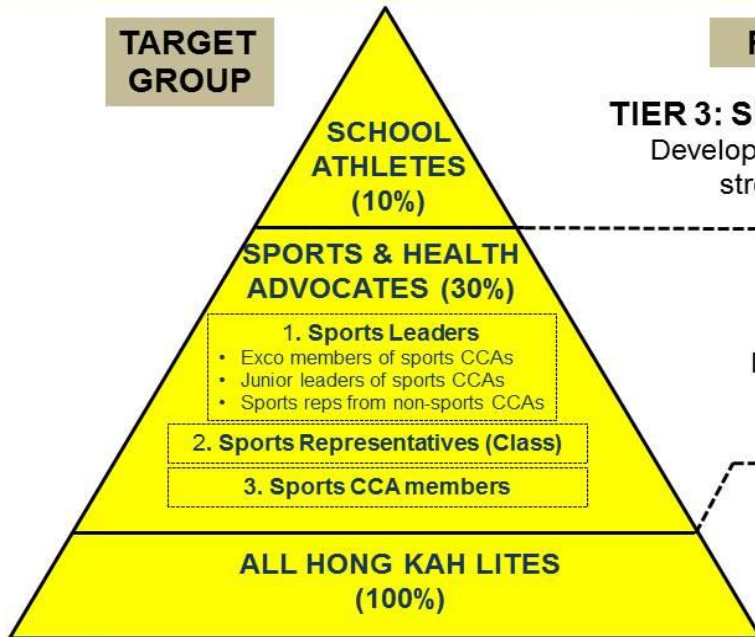 TARGET
GROUP
TIER 3:
Develop
SCHOOL
ATHLETES
(10%)
SPORTS & HEALTH
ADVOCATES (30%)
1. Sports Leaders
• Exco members of sports CCAs
• Junior leaders of sports CCAs
• Sports reps from non-sports CCAs
2. Sports Representatives (Class)
3. Sports CCA members
ALL HONG KAH LITES
(100%)